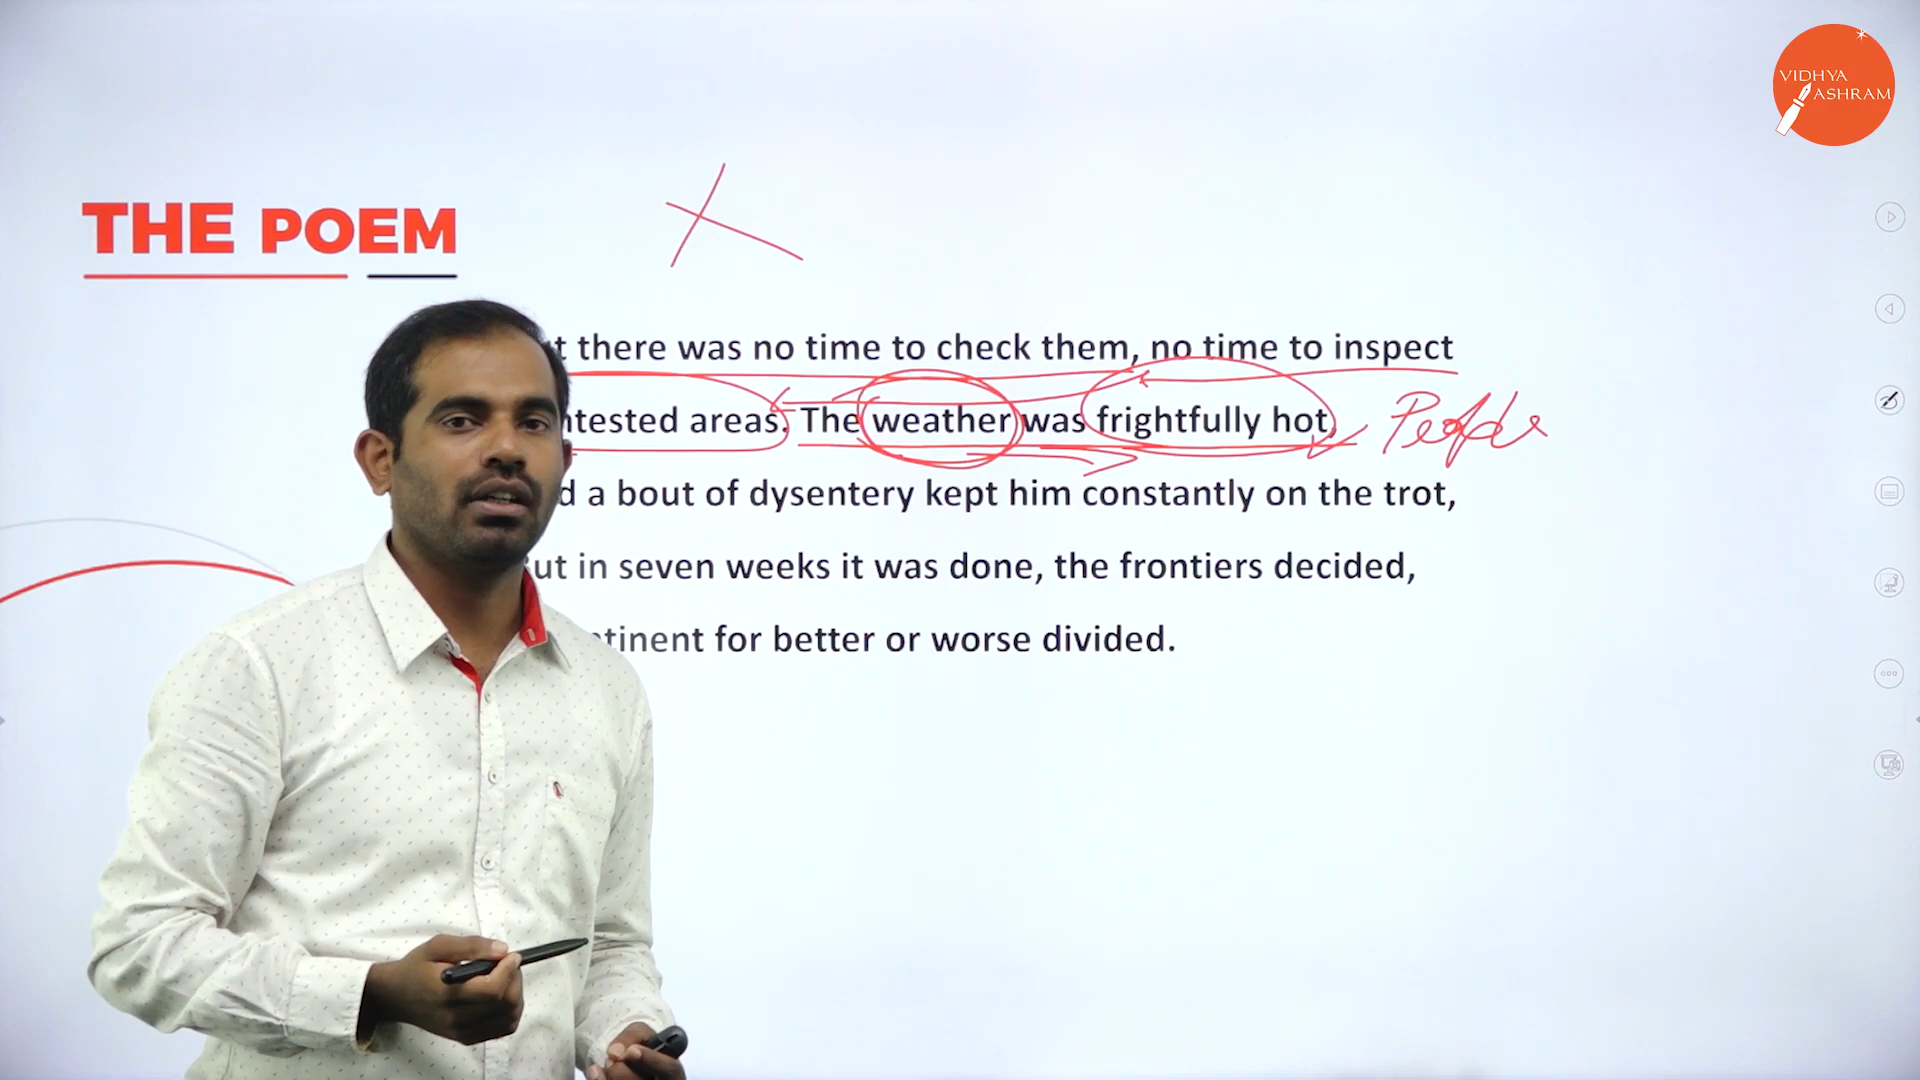 VIDHYA
ASHRAM
THE POEM
t there was no time to check them, no time to inspect
ntested areas. The weather was frightfully hot, People
d a bout of dysentery kept him constantly on the trot,
ut in seven weeks it was done, the frontiers decided,
ntinent for better or worse divided.